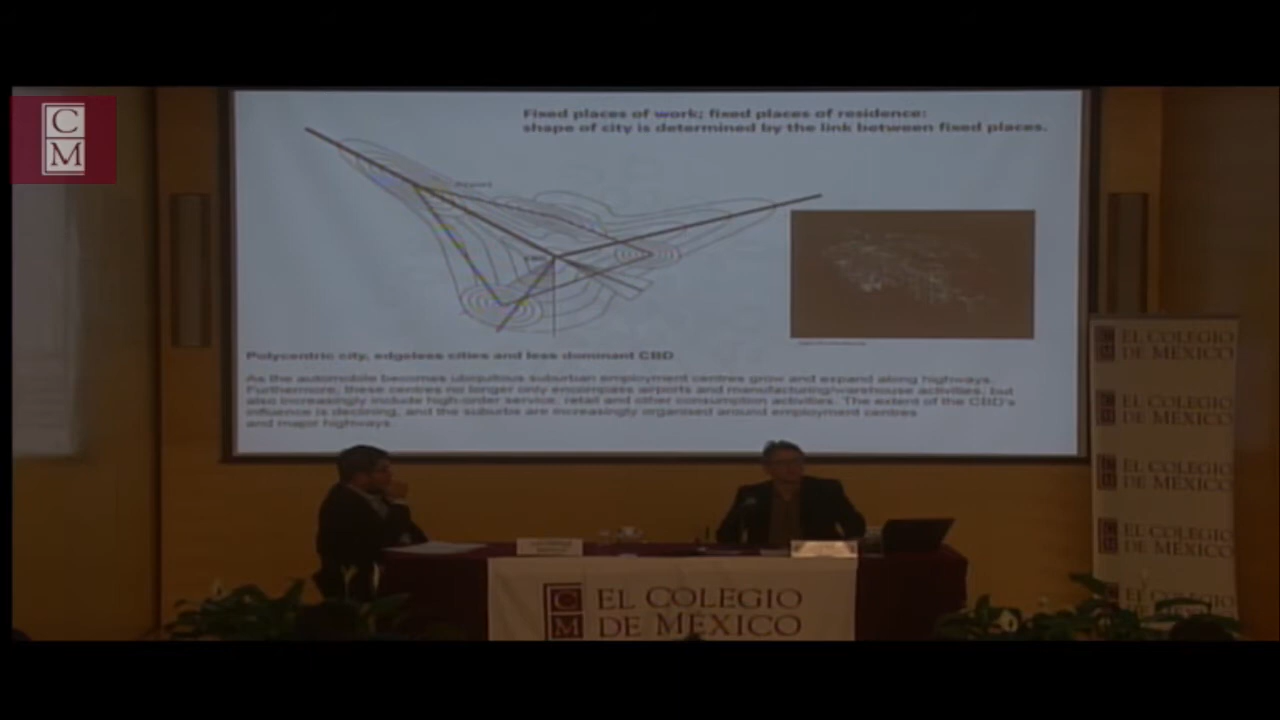 C
M
Fixed places of work; fixed places of residence:
shape of city is determined by the link between fixed places.
Airport
CBD
Polycentric city, edgeless cities and less dominant CBD
As the automobile becomes ubiquitous suburban employment centres grow and expand along highways.
Furthermore, these centres no longer only encompass airports and manufacturing/warehouse activities, but
also increasingly include high-order service, retail and other consumption activities. The extent of the CBD's
influence is declining, and the suburbs are increasingly organised around employment centres
and major highways.
EL COLEGIO
DE MÉXICO
EL COLEGIO
DE MÉXICO
EL COLEGIO
DE MÉXICO
EL COLEGIO
DE MÉXICO
EL COLEGIO
C
M
EL COLEGIO
DE MÉXICO